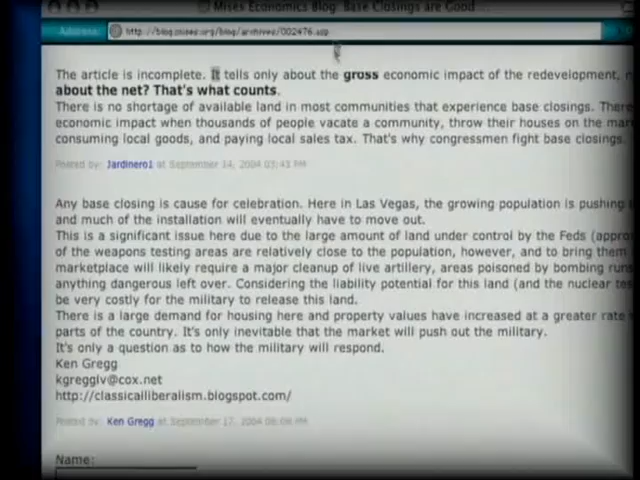 Mises Economics Blog: Base Closings are Good ...
Address: http://blog.mises.org/blog/archives/002476.asp
The article is incomplete. It tells only about the gross economic impact of the redevelopment,
about the net? That's what counts.
There is no shortage of available land in most communities that experience base closings.
economic impact when thousands of people vacate a community, throw their houses on the
consuming local goods, and paying local sales tax. That's why congressmen fight base closings.
Posted by: Jardinero1 at September 14, 2004 03:43 PM
Any base closing is cause for celebration. Here in Las Vegas, the growing population is pushing
and much of the installation will eventually have to move out.
This is a significant issue here due to the large amount of land under control by the Feds
of the weapons testing areas are relatively close to the population, however, and to bring them
marketplace will likely require a major cleanup of live artillery, areas poisoned by bombing
anything dangerous left over. Considering the liability potential for this land (and the nuclear
be very costly for the military to release this land.
There is a large demand for housing here and property values have increased at a greater rate
parts of the country. It's only inevitable that the market will push out the military.
It's only a question as to how the military will respond.
Ken Gregg
kgregglv@cox.net
http://classicalliberalism.blogspot.com/
Posted by: Ken Gregg at September 17, 2004 06:08 PM
Name: